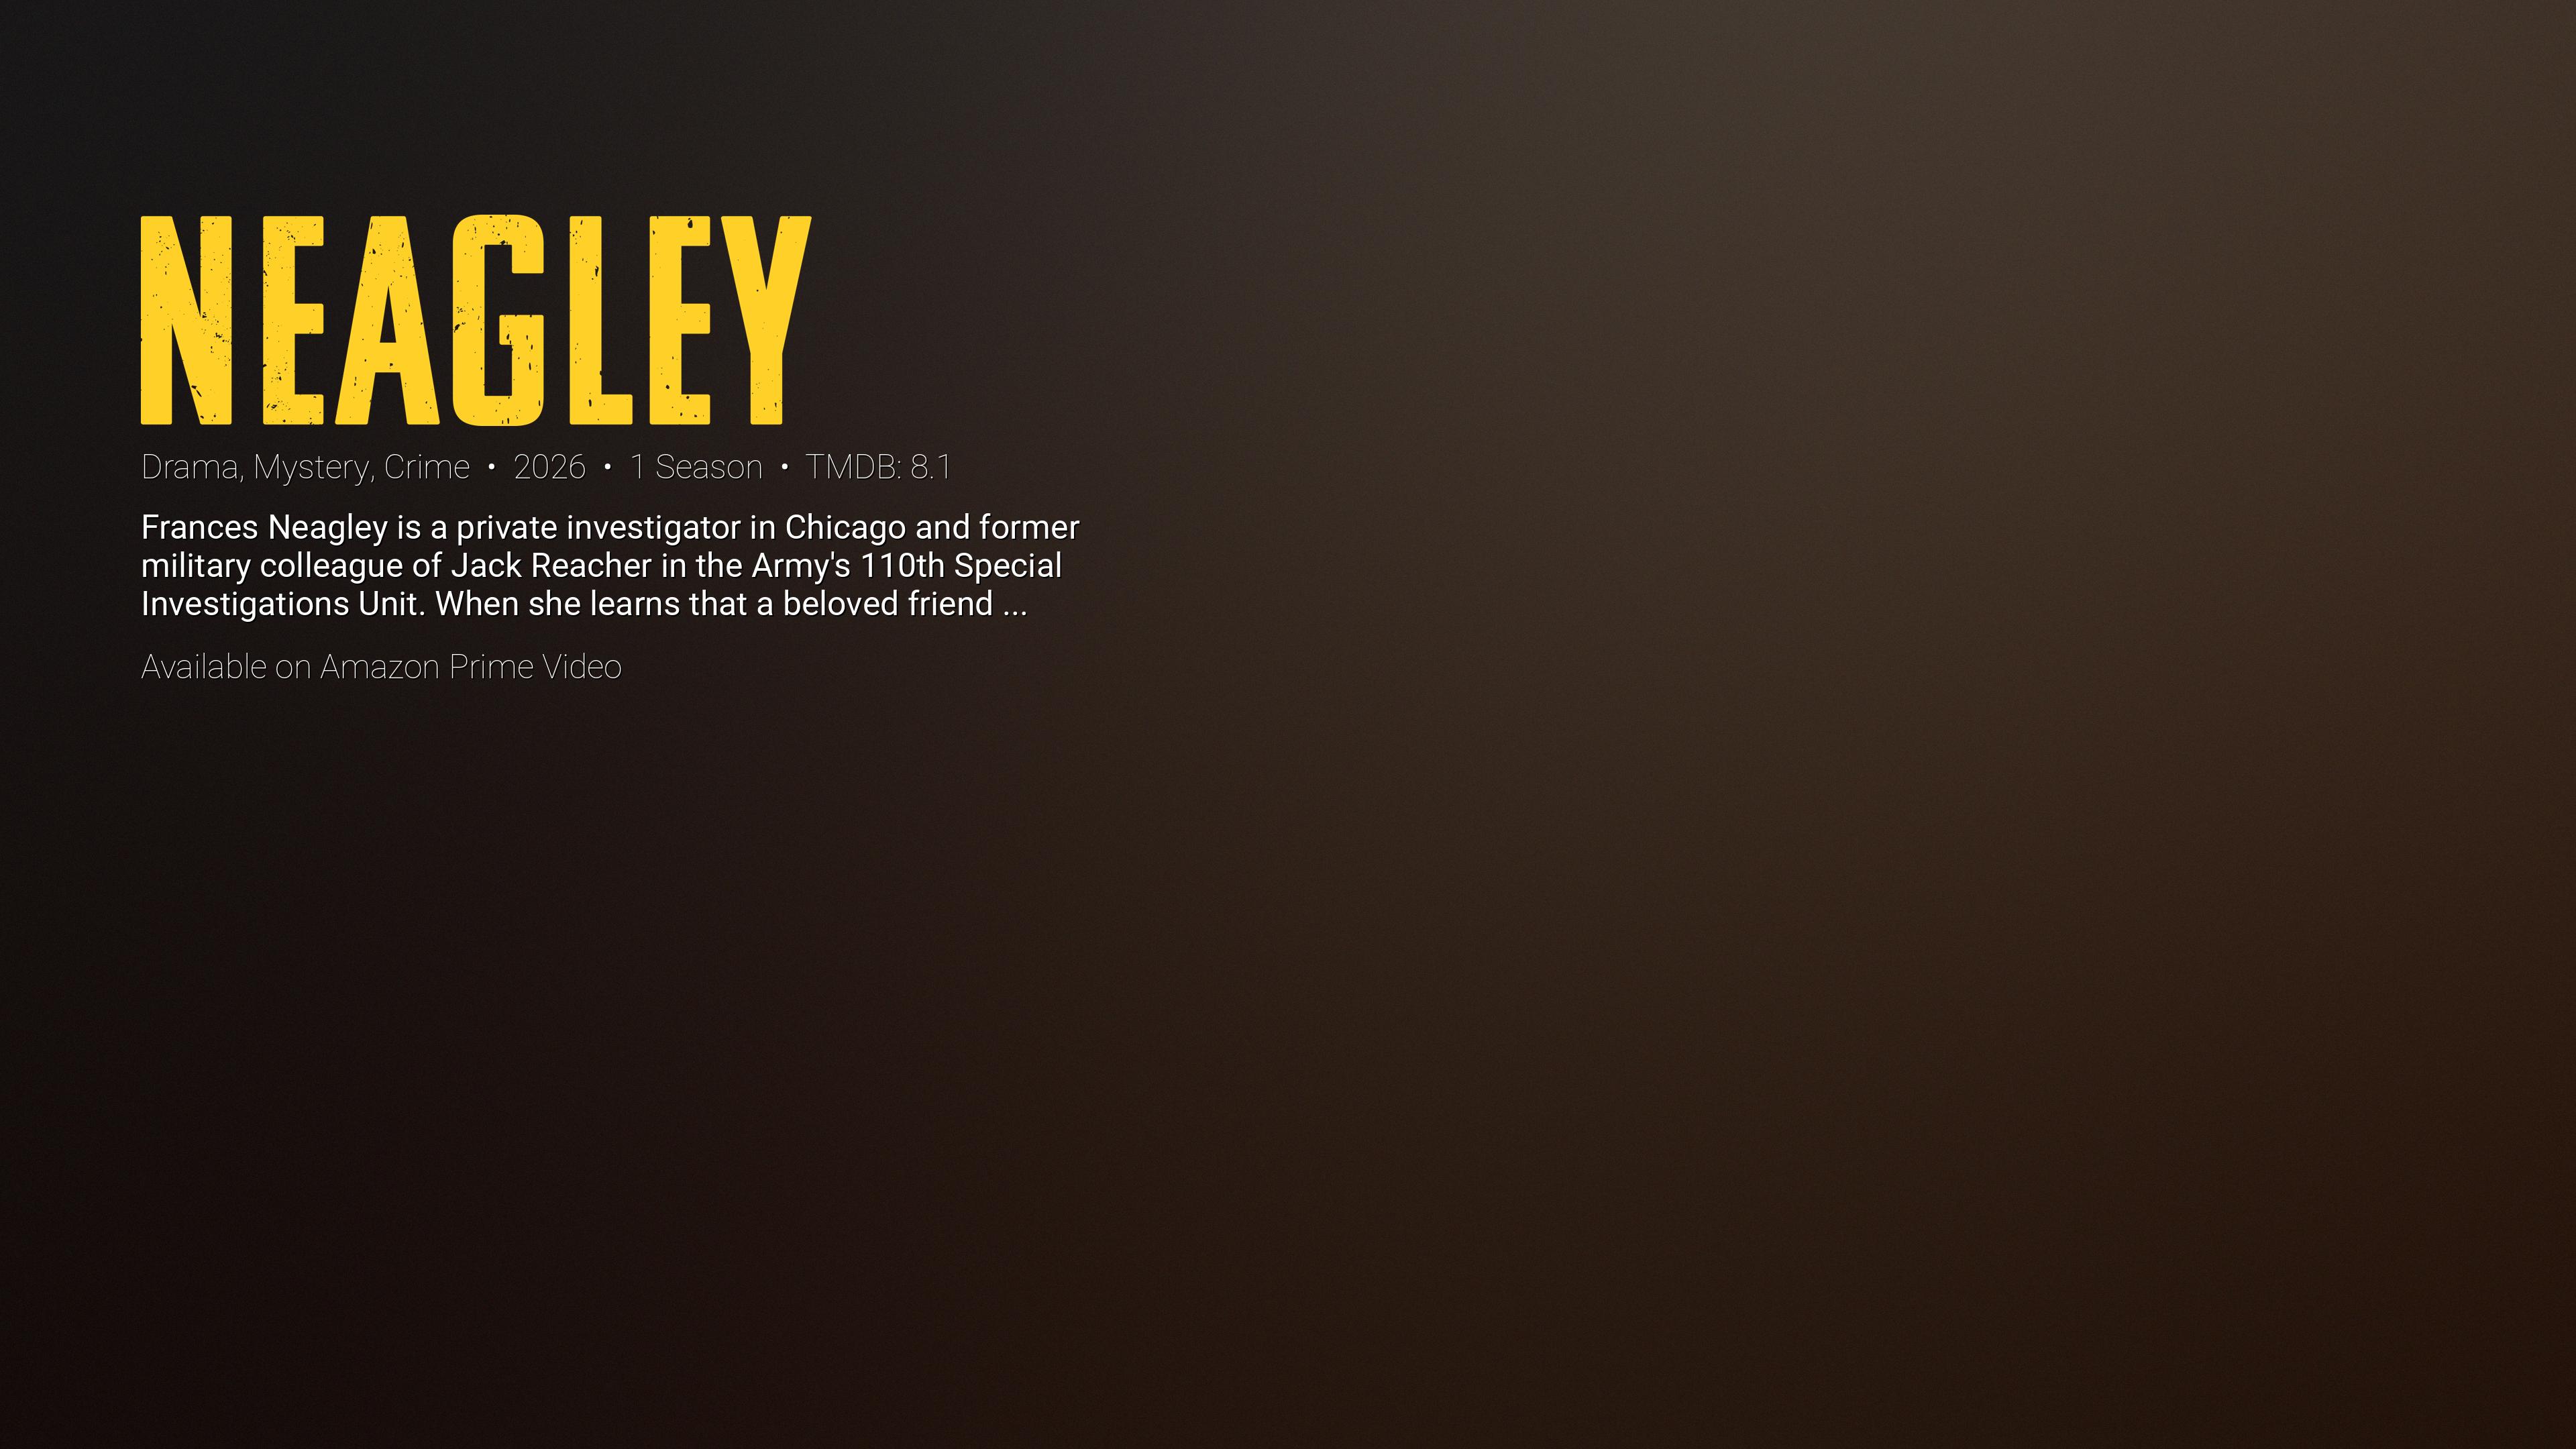 NEAGLEY
Drama, Mystery, Crime • 2026 • 1 Season • TMDB: 8.1
Frances Neagley is a private investigator in Chicago and former
military colleague of Jack Reacher in the Army's 110th Special
Investigations Unit. When she learns that a beloved friend ...
Available on Amazon Prime Video